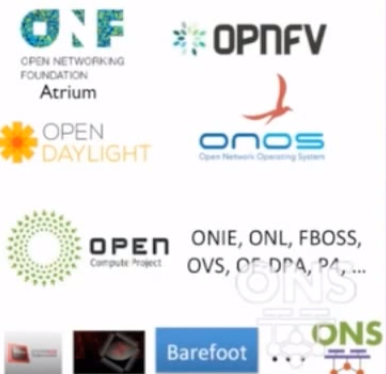 ONF
OPEN NETWORKING
FOUNDATION
Atrium
OPNFV
OPEN
DAYLIGHT
onos
Open Network Operating System
OPEN
Compute Project
ONIE, ONL, FBOSS,
OVS, OF-DPA, P4, ...
ONS
Barefoot
...
ONS